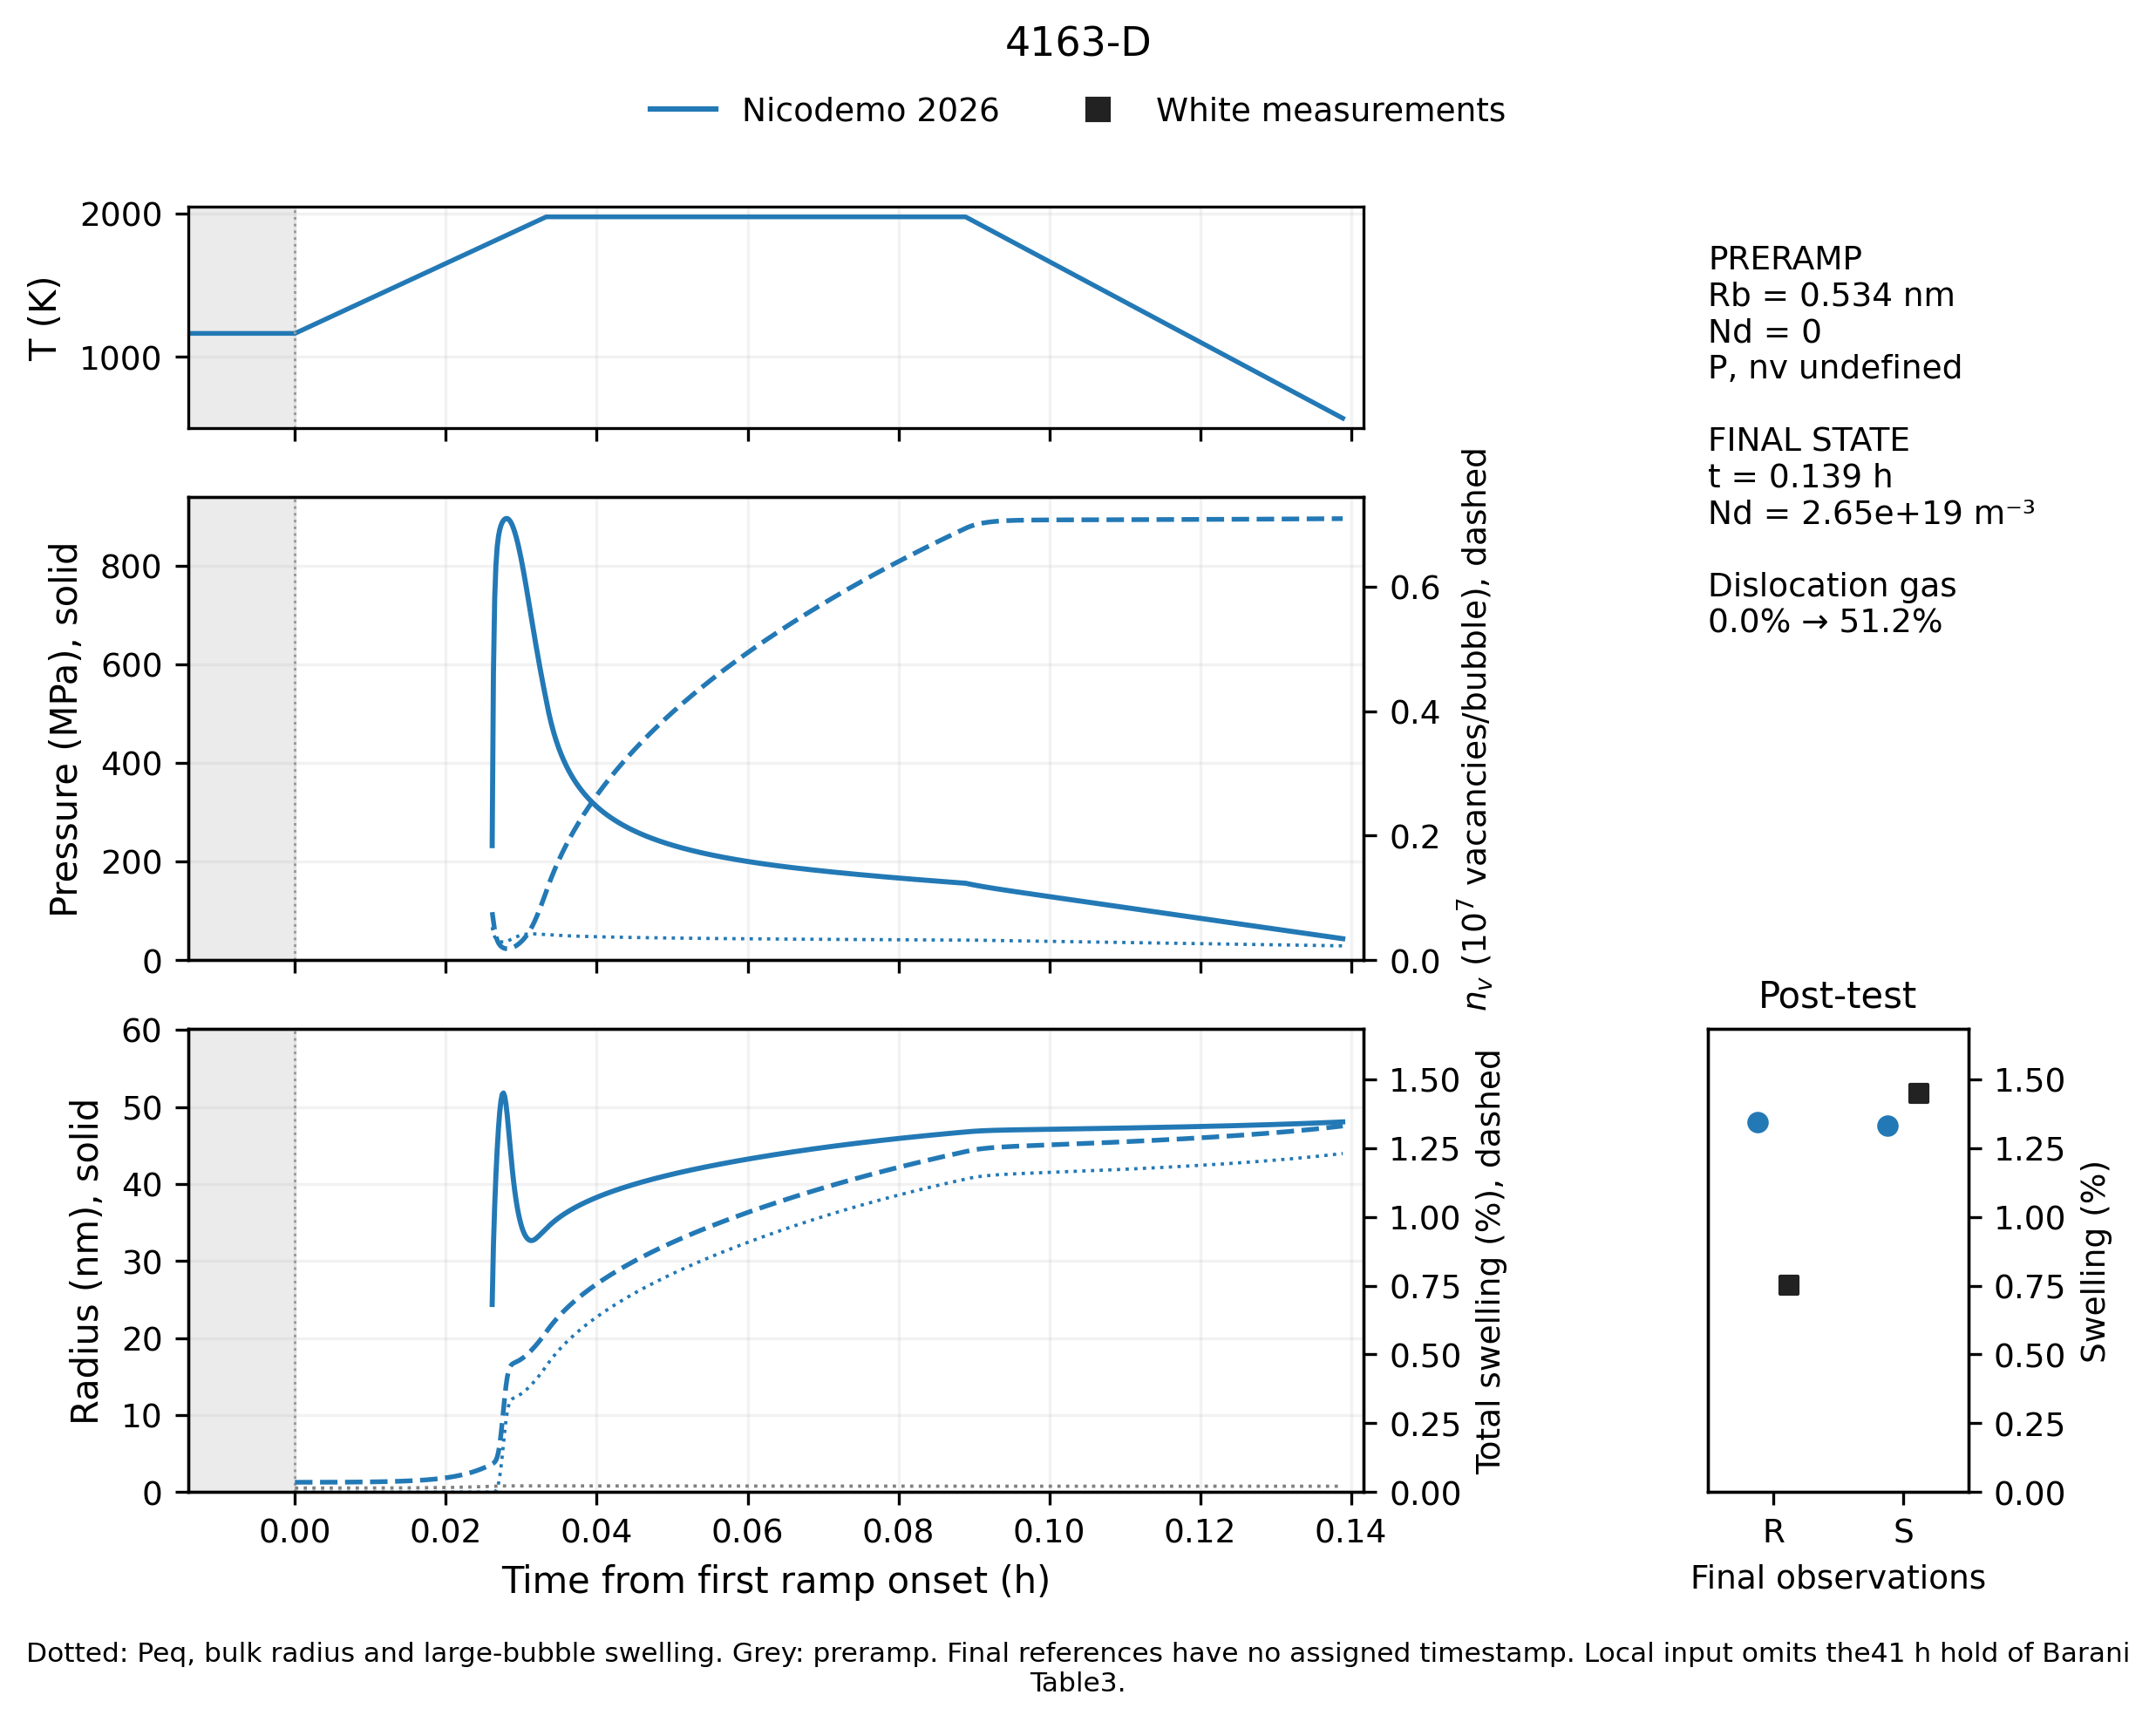 4163-D
Nicodemo 2026
White measurements
2000
1000
T (K)
PRERAMP
Rb = 0.534 nm
Nd = 0
P, nv undefined
FINAL STATE
t = 0.139 h
Nd = 2.65e+19 m⁻³
Dislocation gas
0.0% → 51.2%
800
600
400
200
0
Pressure (MPa), solid
0.6
0.4
0.2
0.0
nᵥ (10⁷ vacancies/bubble), dashed
60
50
40
30
20
10
0
Radius (nm), solid
1.50
1.25
1.00
0.75
0.50
0.25
0.00
Total swelling (%), dashed
0.00 0.02 0.04 0.06 0.08 0.10 0.12 0.14
Time from first ramp onset (h)
Post-test
1.50
1.25
1.00
0.75
0.50
0.25
0.00
Swelling (%)
R S
Final observations
Dotted: Peq, bulk radius and large-bubble swelling. Grey: preramp. Final references have no assigned timestamp. Local input omits the41 h hold of Barani
Table3.